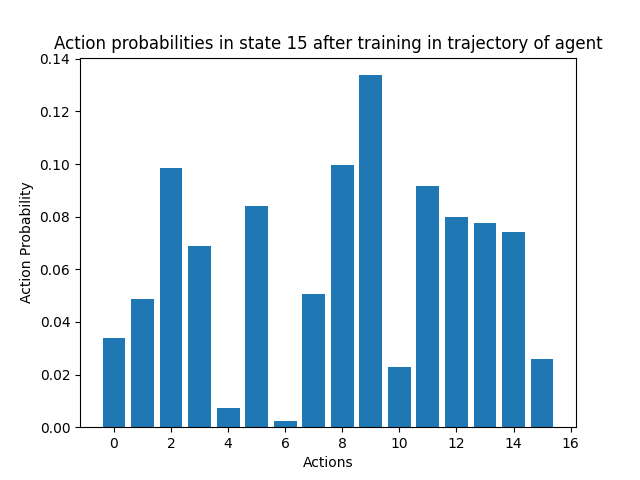 Action probabilities in state 15 after training in trajectory of agent
0.14
0.12
0.10
0.08
0.06
0.04
0.02
0.00
Action Probability
0 2 4 6 8 10 12 14 16
Actions